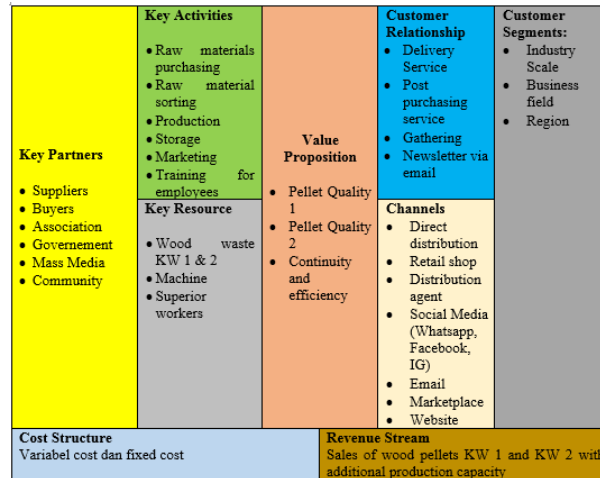 Key Partners
Suppliers
Buyers
Association
Governement
Mass Media
Community
Key Activities
Raw materials
purchasing
Raw material
sorting
Production
Storage
Marketing
Training for
employees
Key Resource
Wood waste
KW 1 & 2
Machine
Superior
workers
Value
Proposition
Pellet Quality
1
Pellet Quality
2
Continuity
and
efficiency
Customer
Relationship
Delivery
Service
Post
purchasing
service
Gathering
Newsletter via
email
Channels
Direct
distribution
Retail shop
Distribution
agent
Social Media
(Whatsapp,
Facebook,
IG)
Email
Marketplace
Website
Customer
Segments:
Industry
Scale
Business
field
Region
Cost Structure
Variabel cost dan fixed cost
Revenue Stream
Sales of wood pellets KW 1 and KW 2 with
additional production capacity